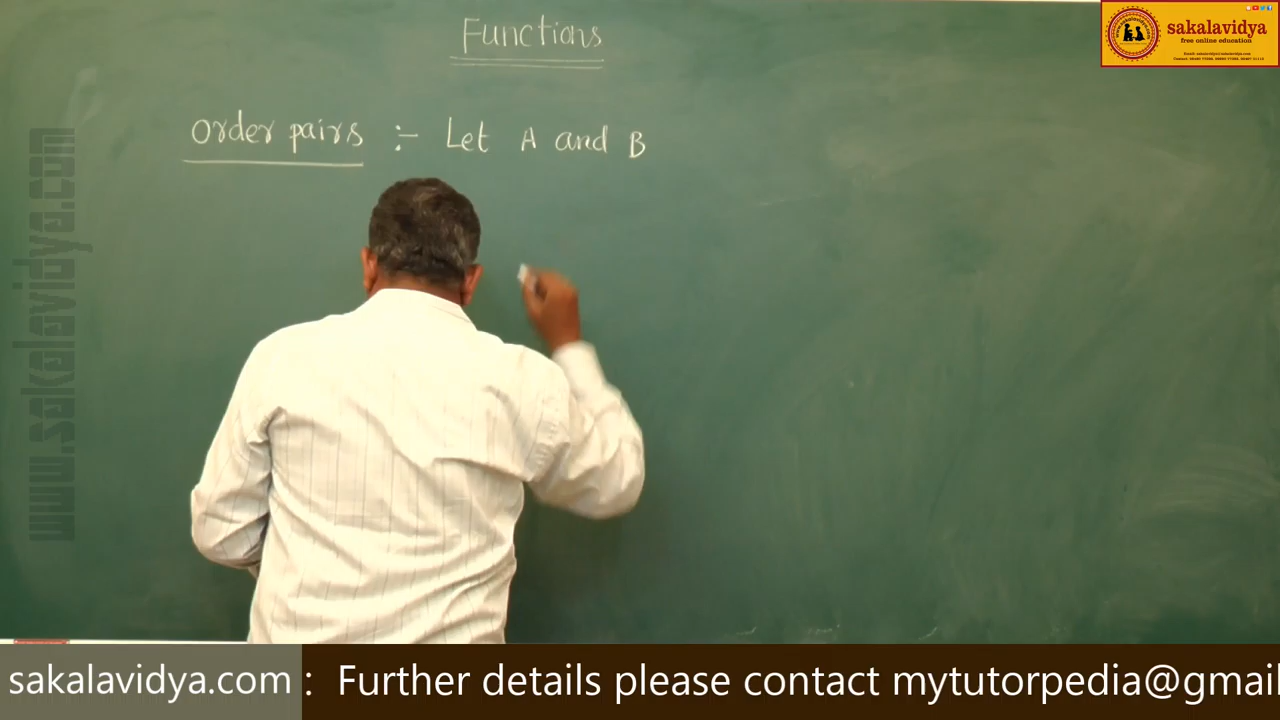 Functions
Order pairs :- Let A and B
sakalavidya
free online education
www.sakalavidya.com
sakalavidya.com : Further details please contact mytutorpedia@gmail